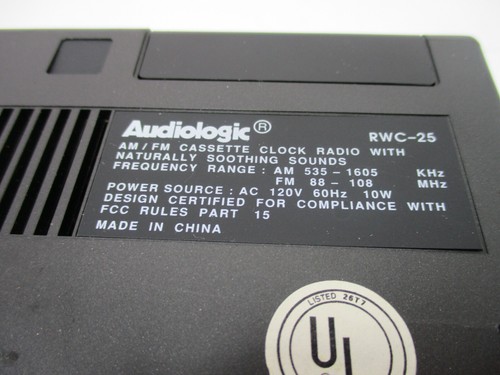 Audiologic® RWC-25
AM/FM CASSETTE CLOCK RADIO WITH
NATURALLY SOOTHING SOUNDS
FREQUENCY RANGE: AM 535-1605 KHz
FM 88-108 MHz
POWER SOURCE: AC 120V 60Hz 10W
DESIGN CERTIFIED FOR COMPLIANCE WITH
FCC RULES PART 15
MADE IN CHINA
LISTED 26T7
UL